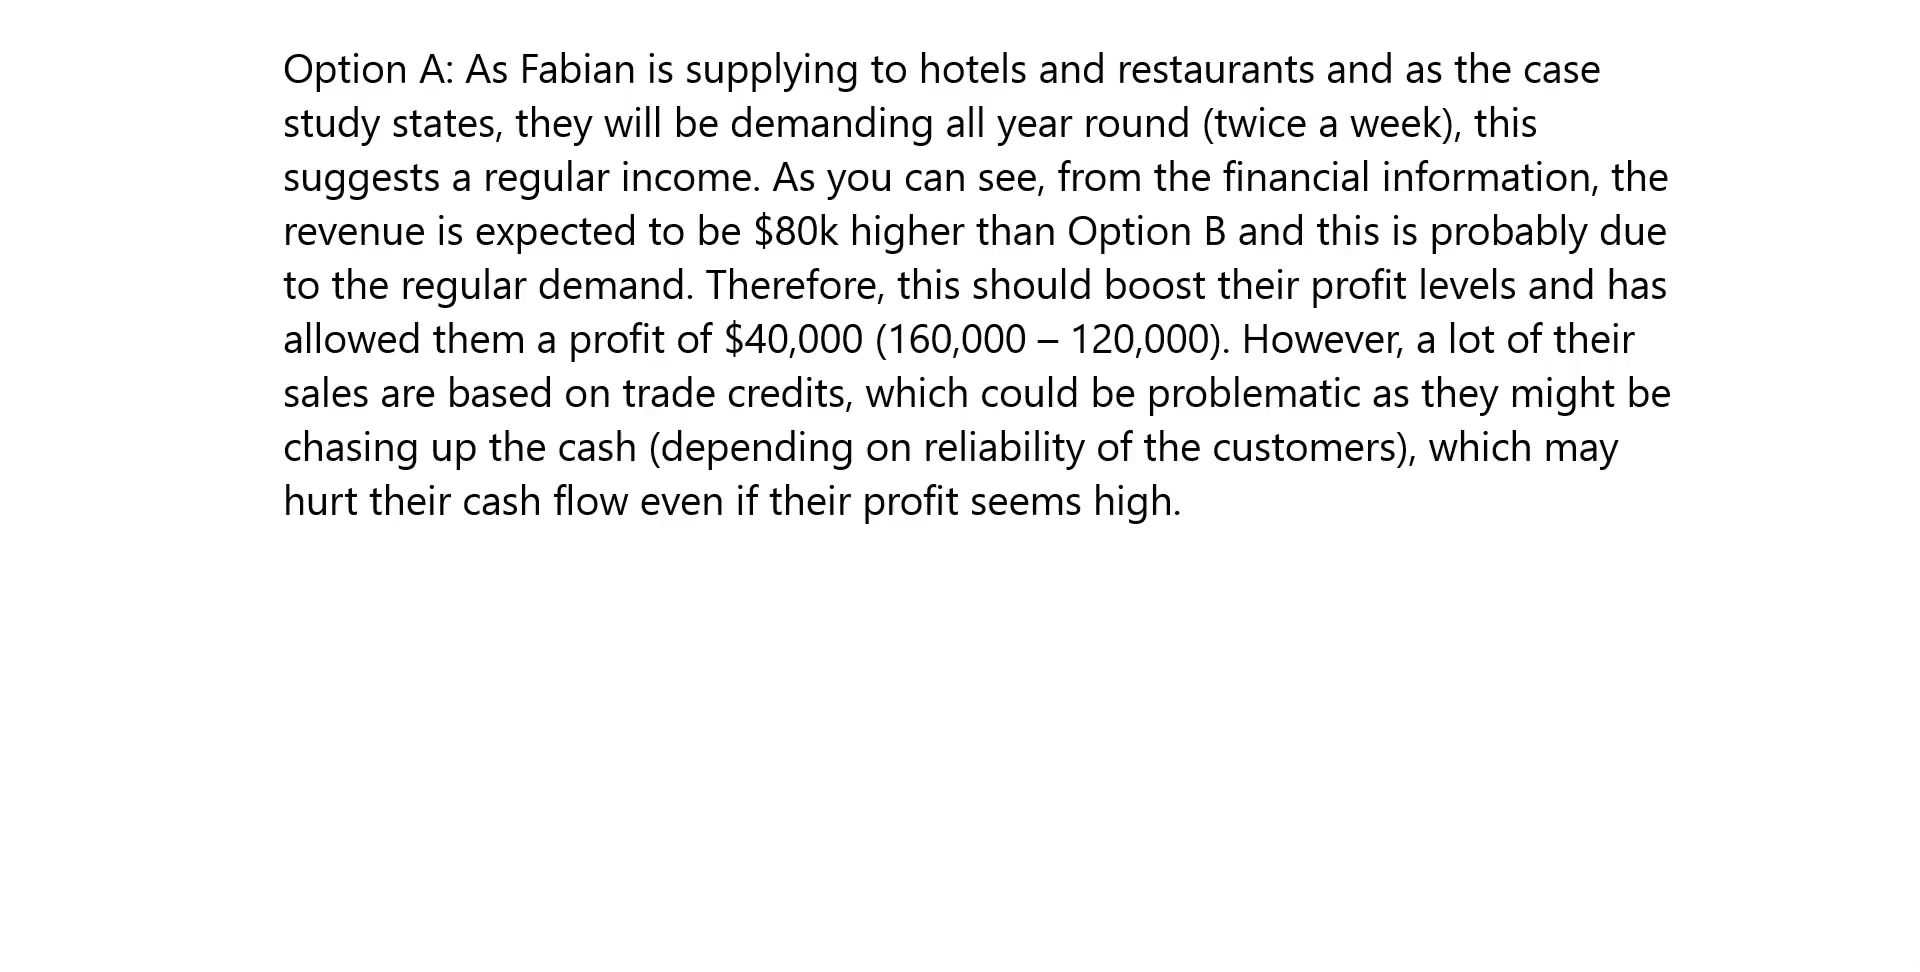 Option A: As Fabian is supplying to hotels and restaurants and as the case
study states, they will be demanding all year round (twice a week), this
suggests a regular income. As you can see, from the financial information, the
revenue is expected to be $80k higher than Option B and this is probably due
to the regular demand. Therefore, this should boost their profit levels and has
allowed them a profit of $40,000 (160,000 – 120,000). However, a lot of their
sales are based on trade credits, which could be problematic as they might be
chasing up the cash (depending on reliability of the customers), which may
hurt their cash flow even if their profit seems high.